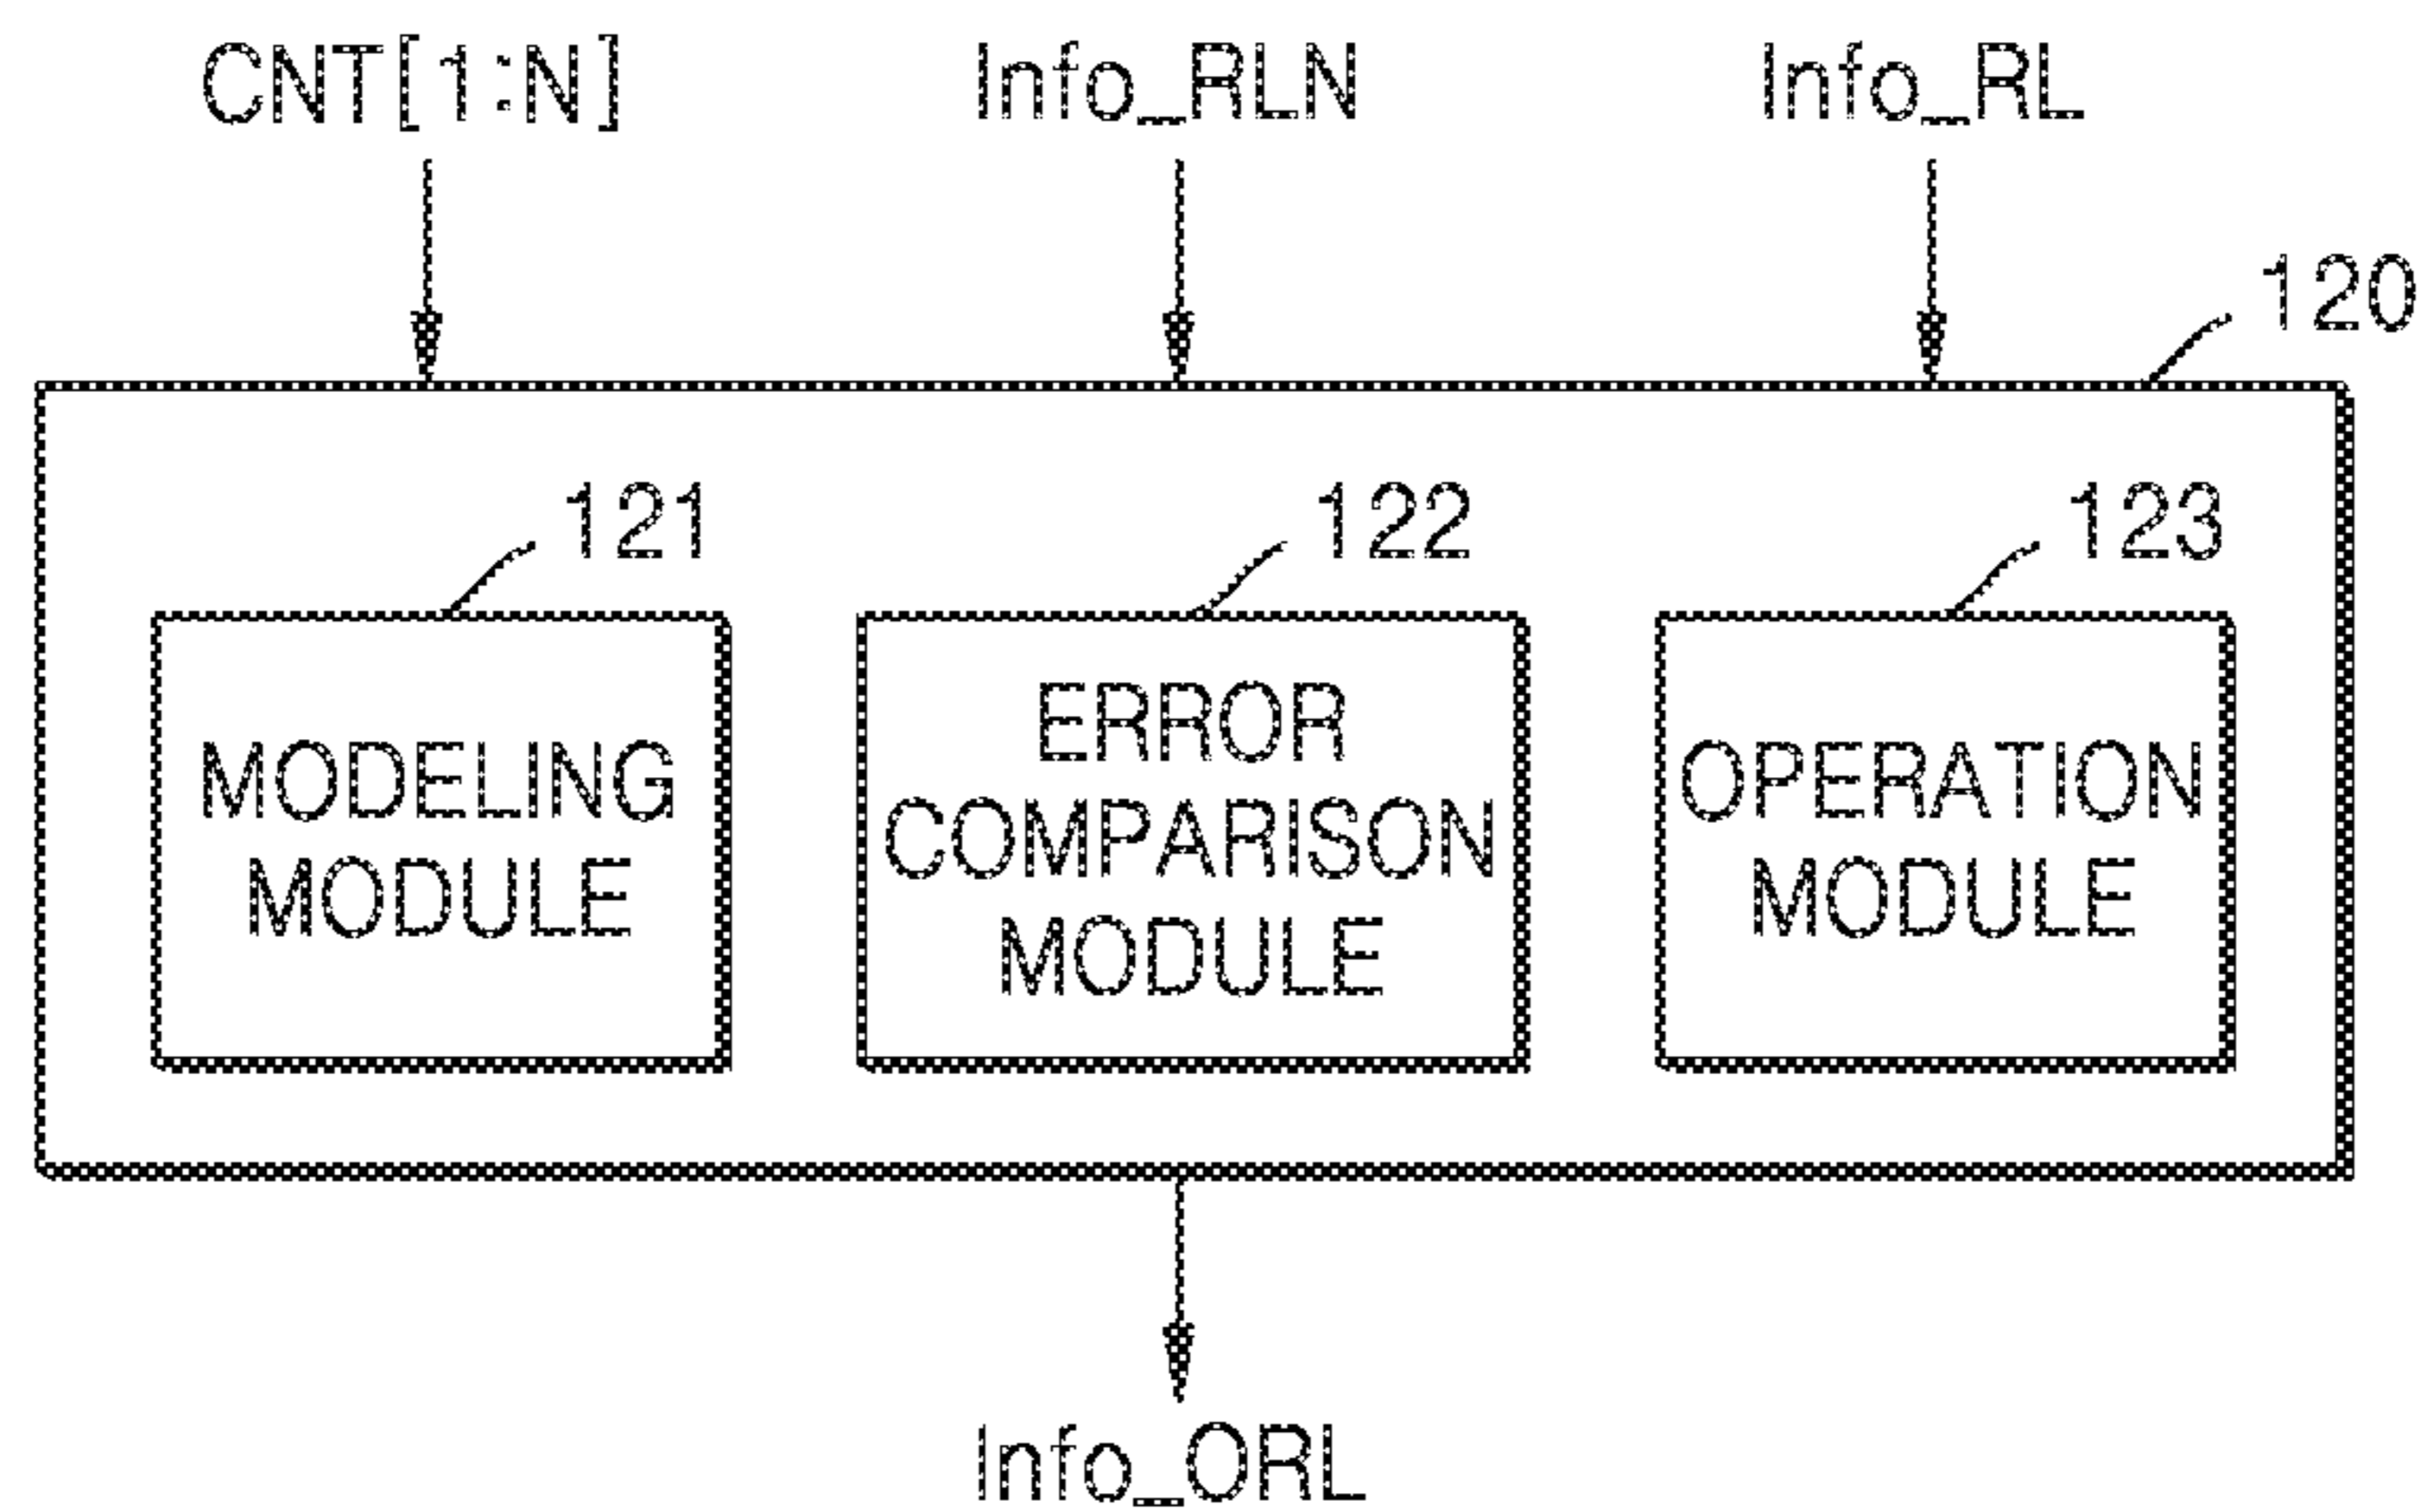 CNT[1:N] Info_RLN Info_RL
120
121 122 123
MODELING
MODULE
ERROR
COMPARISON
MODULE
OPERATION
MODULE
Info_ORL